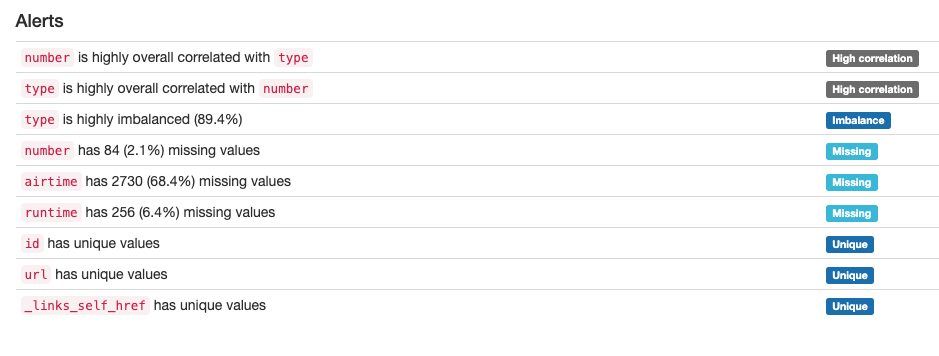 Alerts
number is highly overall correlated with type High correlation
type is highly overall correlated with number High correlation
type is highly imbalanced (89.4%) Imbalance
number has 84 (2.1%) missing values Missing
airtime has 2730 (68.4%) missing values Missing
runtime has 256 (6.4%) missing values Missing
id has unique values Unique
url has unique values Unique
_links_self_href has unique values Unique